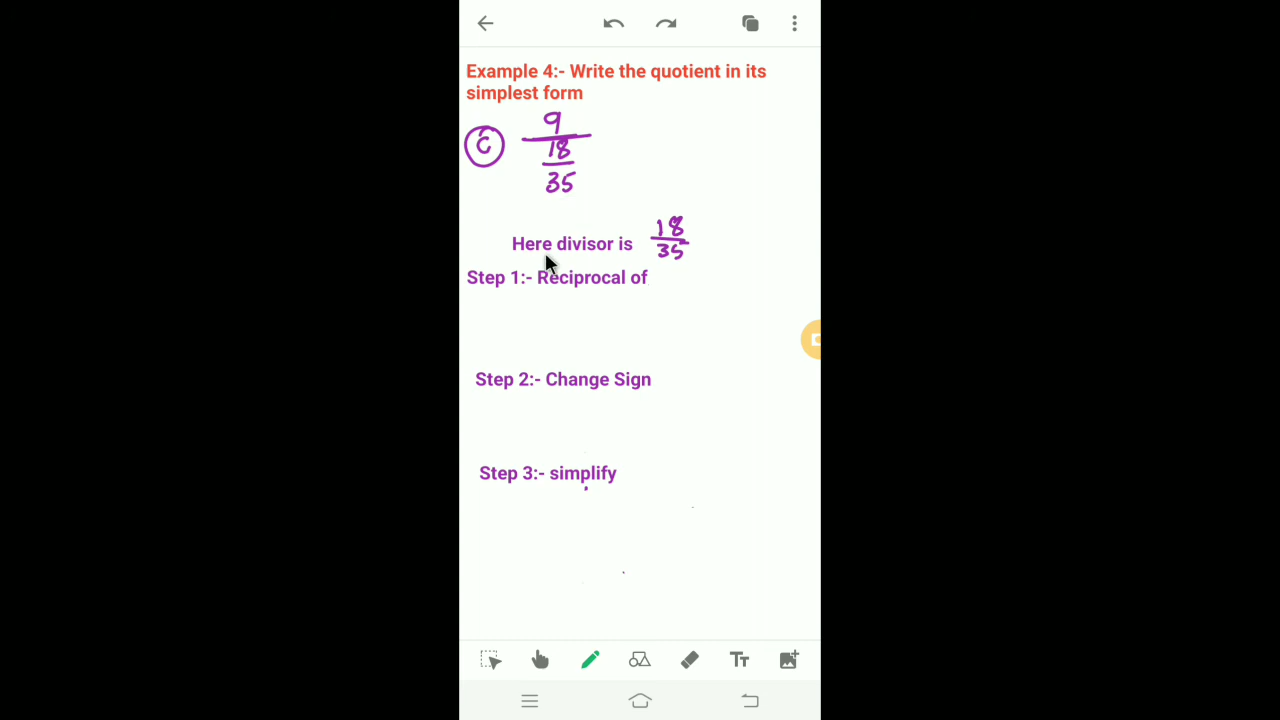 Example 4:- Write the quotient in its
simplest form
C 9
18
35
Here divisor is 18
35
Step 1:- Reciprocal of
Step 2:- Change Sign
Step 3:- simplify
Tт